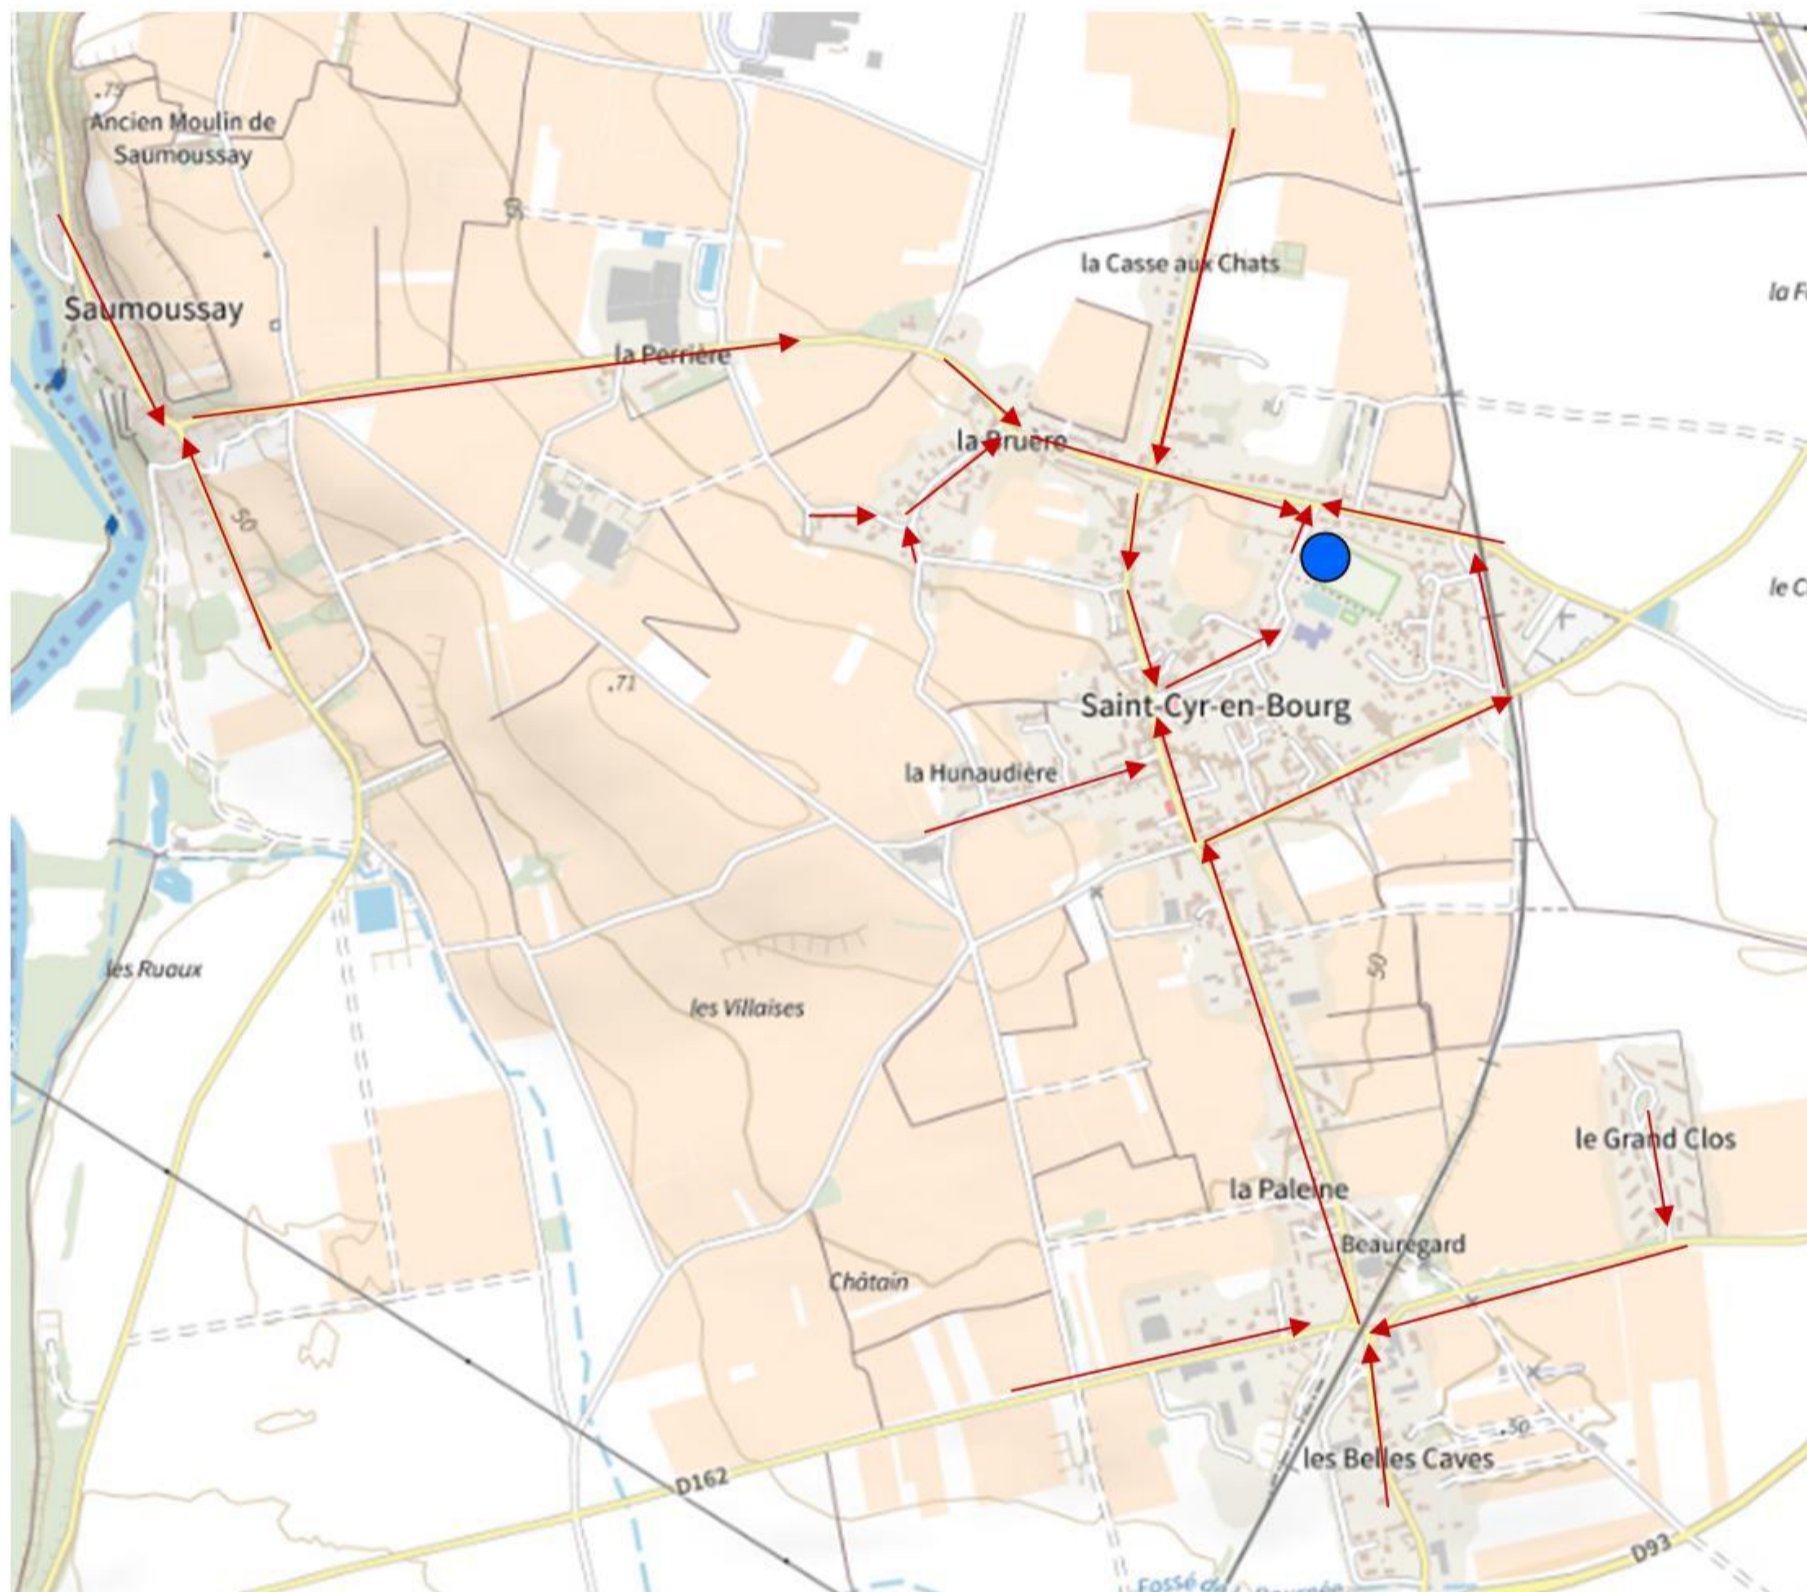 .75
Ancien Moulin de
Saumoussay
50
la Casse aux Chats
Saumoussay
la Perrière
la Bruère
50
.71
Saint-Cyr-en-Bourg
la Hunaudière
les Ruaux
50
les Villaises
le Grand Clos
la Paleine
Beauregard
Châtain
.50
les Belles Caves
D162
D93